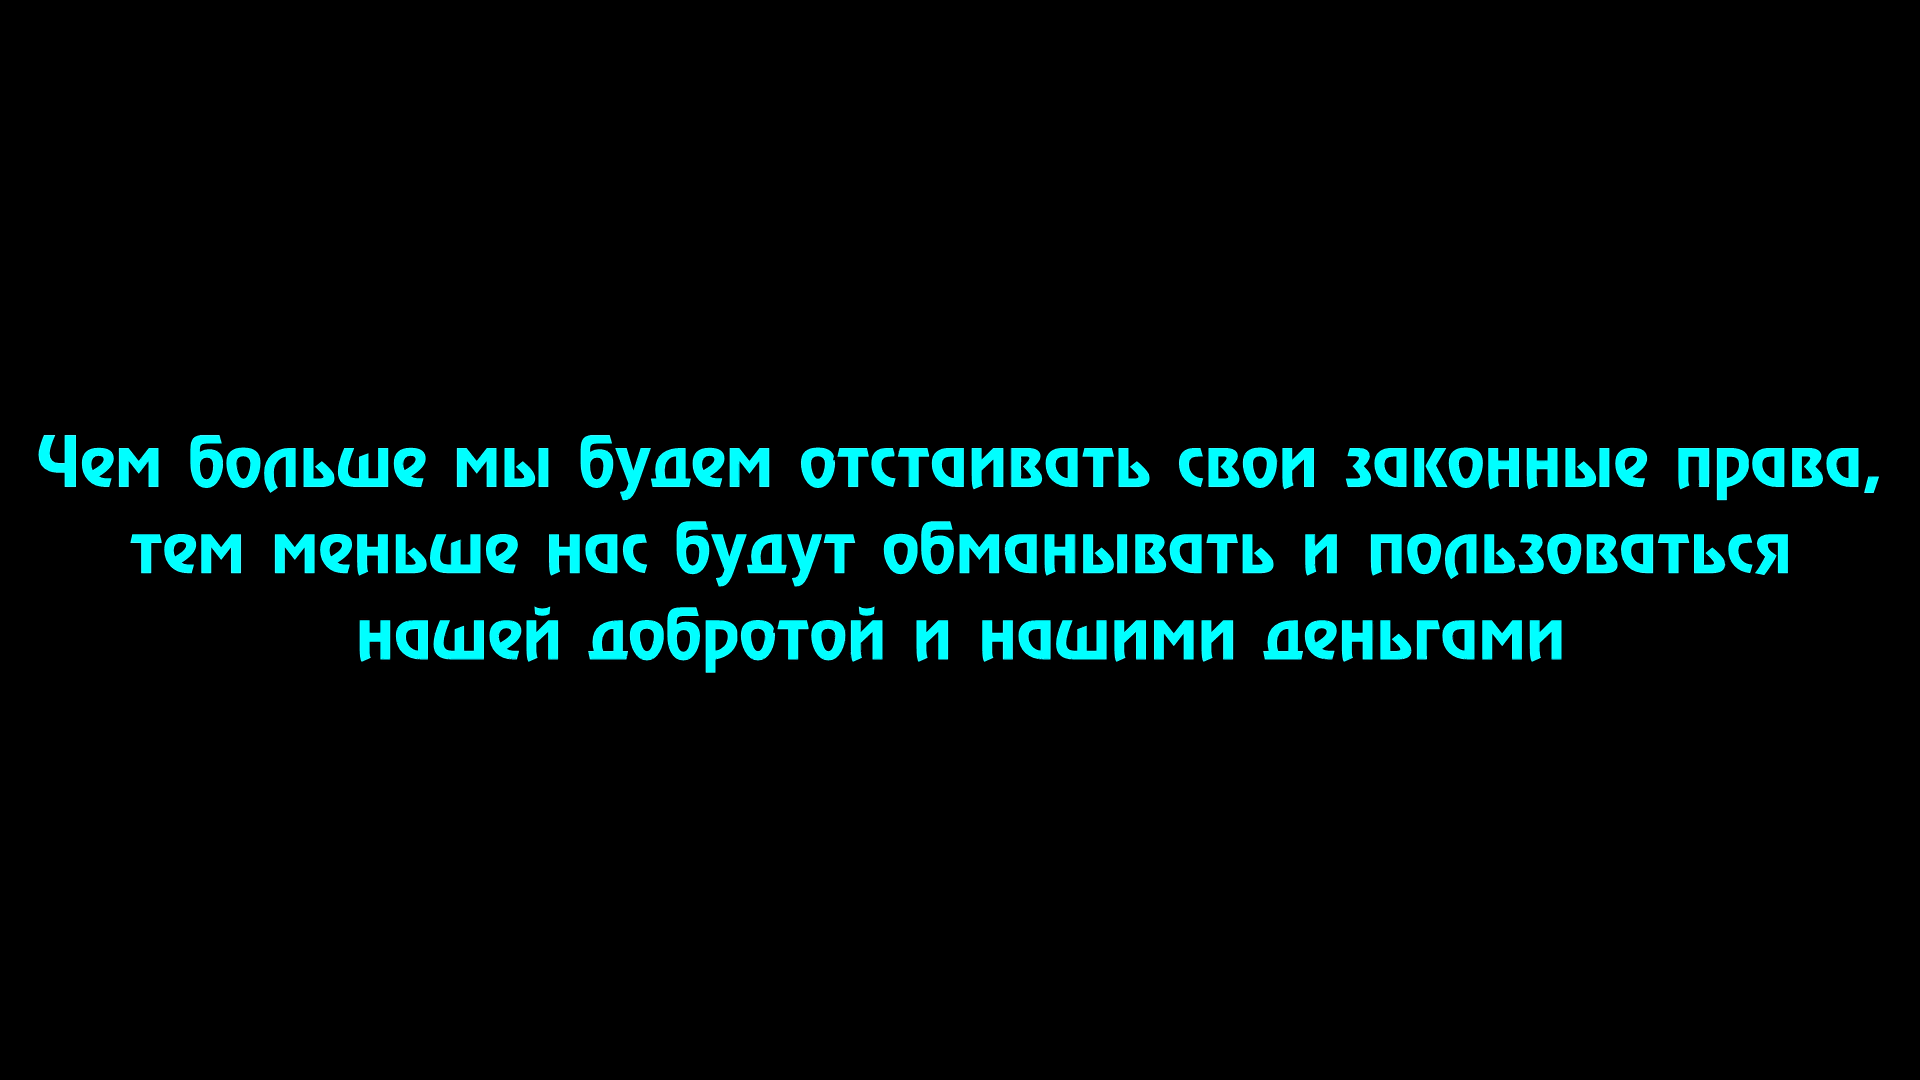 Чем больше мы будем отстаивать свои законные права,
тем меньше нас будут обманывать и пользоваться
нашей добротой и нашими деньгами